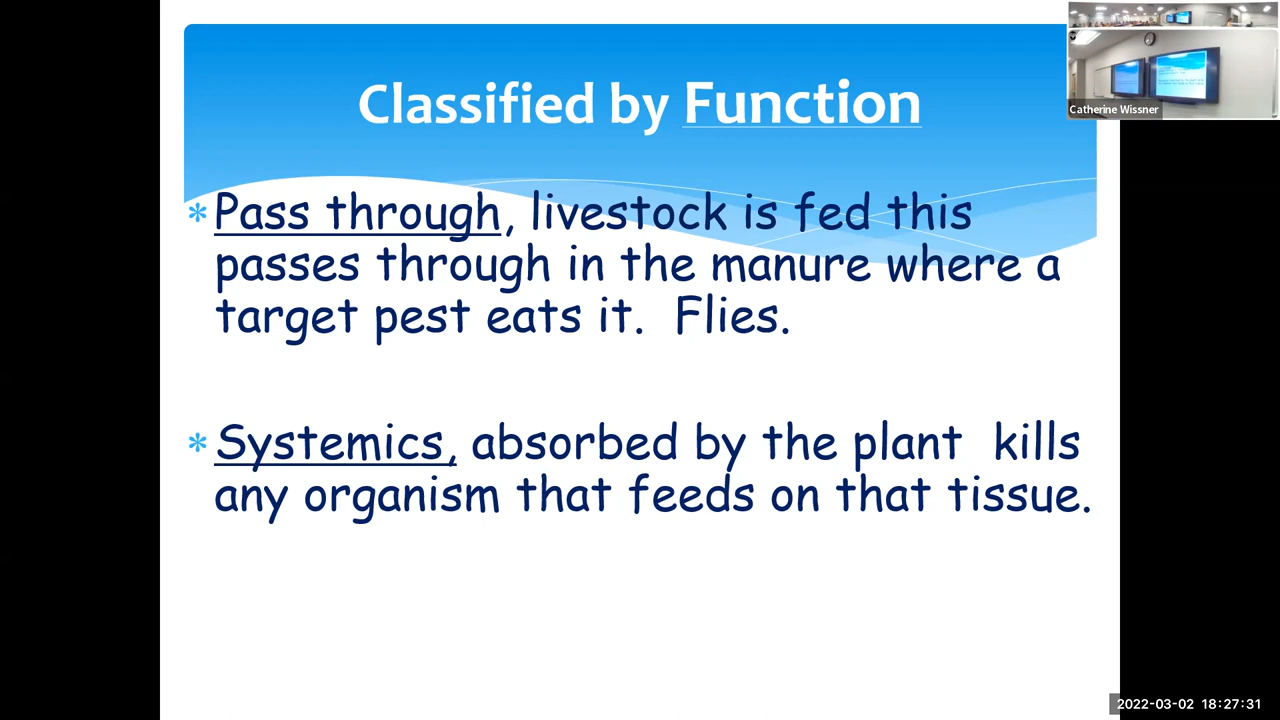 Classified by Function
Pass through, livestock is fed this
passes through in the manure where a
target pest eats it. Flies.
Systemics, absorbed by the plant kills
any organism that feeds on that tissue.
Catherine Wissner
2022-03-02 18:27:31